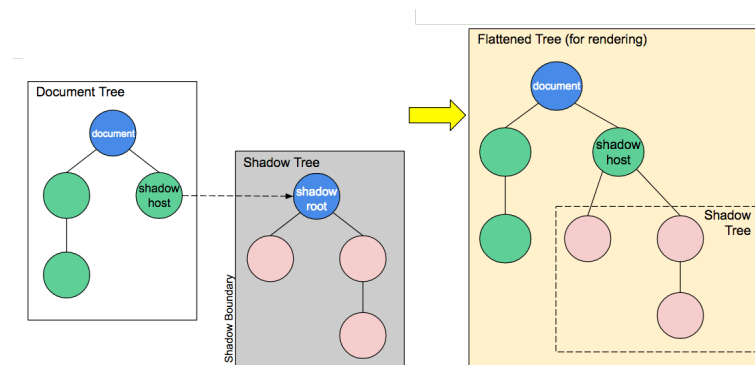 Document Tree
document
shadow
host
Shadow Tree
shadow
root
Shadow Boundary
Flattened Tree (for rendering)
document
shadow
host
Shadow
Tree